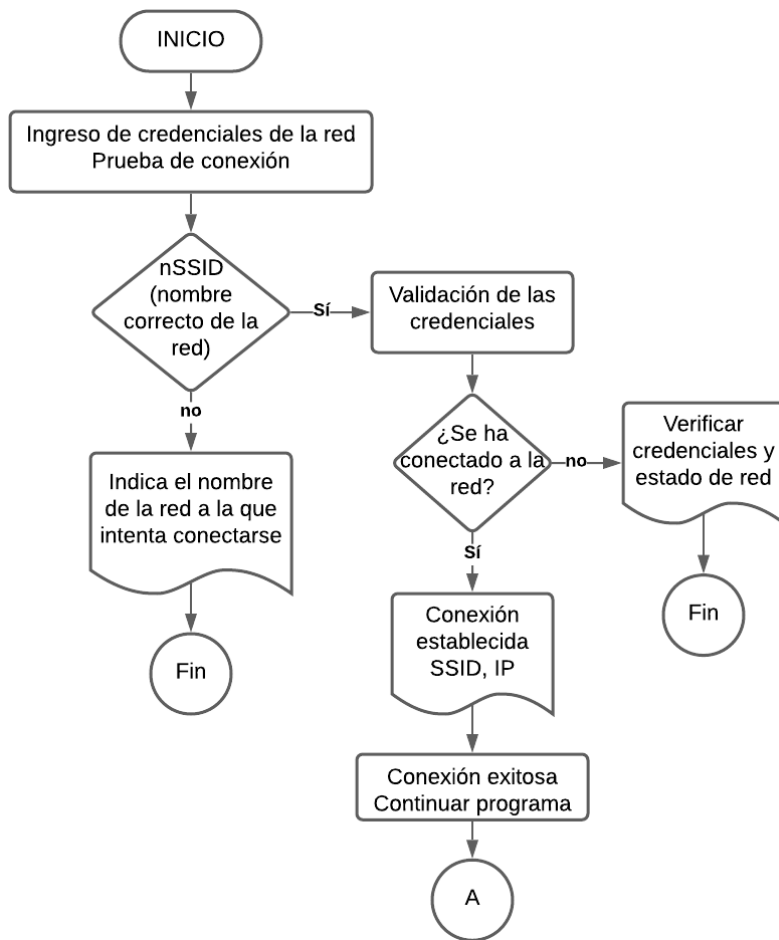 INICIO
Ingreso de credenciales de la red
Prueba de conexión
nSSID
(nombre
correcto de la
red)
Sí
Validación de las
credenciales
no
¿Se ha
conectado a la
red?
no
Verificar
credenciales y
estado de red
Indica el nombre
de la red a la que
intenta conectarse
Sí
Fin
Conexión
establecida
SSID, IP
Fin
Conexión exitosa
Continuar programa
A